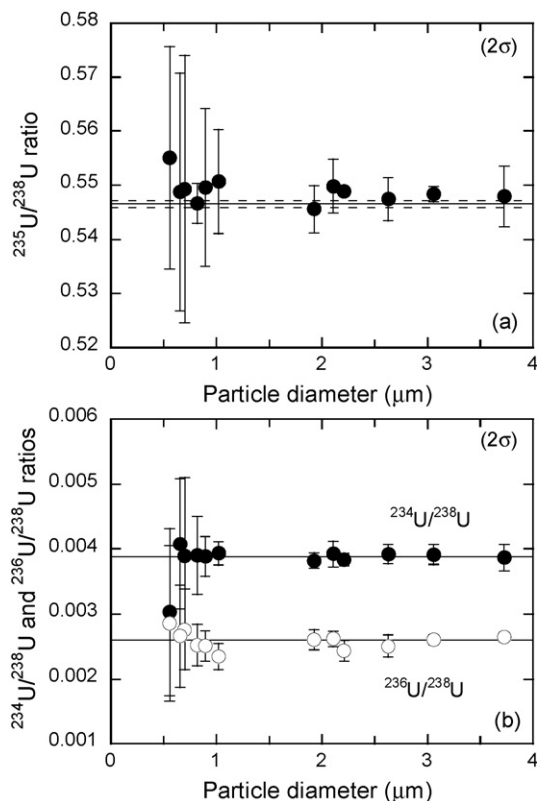 0.58
(2σ)
0.57
0.56
0.55
0.54
0.53
0.52
²³⁵U/²³⁸U ratio
(a)
0 1 2 3 4
Particle diameter (μm)
0.006
(2σ)
0.005
²³⁴U/²³⁸U
0.004
0.003
²³⁶U/²³⁸U
0.002
0.001
²³⁴U/²³⁸U and ²³⁶U/²³⁸U ratios
(b)
0 1 2 3 4
Particle diameter (μm)